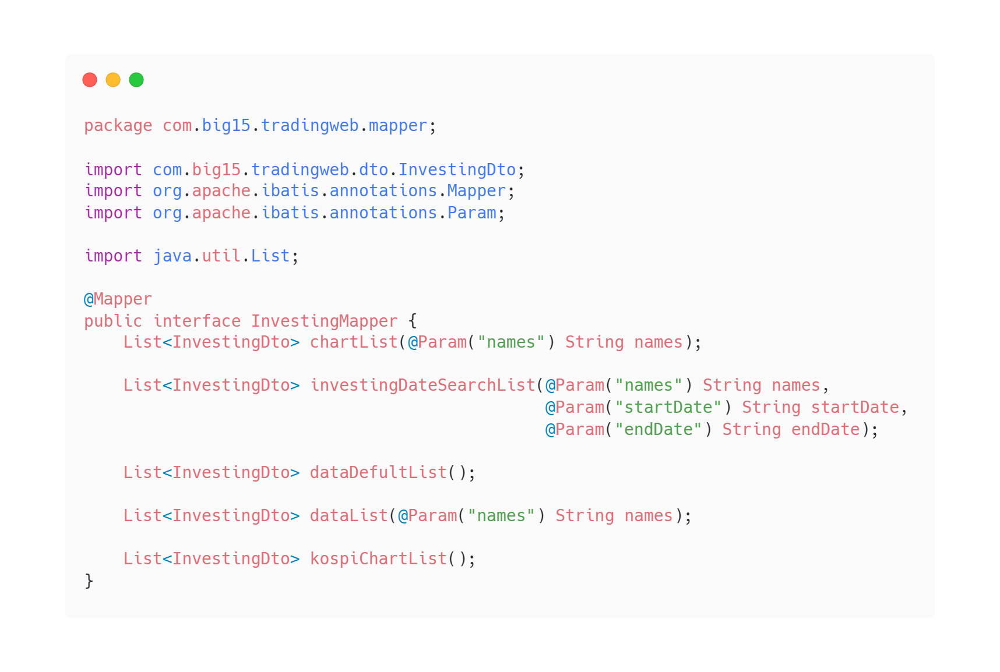 package com.big15.tradingweb.mapper;

import com.big15.tradingweb.dto.InvestingDto;
import org.apache.ibatis.annotations.Mapper;
import org.apache.ibatis.annotations.Param;

import java.util.List;

@Mapper
public interface InvestingMapper {
    List<InvestingDto> chartList(@Param("names") String names);

    List<InvestingDto> investingDateSearchList(@Param("names") String names,
                                               @Param("startDate") String startDate,
                                               @Param("endDate") String endDate);

    List<InvestingDto> dataDefultList();

    List<InvestingDto> dataList(@Param("names") String names);

    List<InvestingDto> kospiChartList();
}